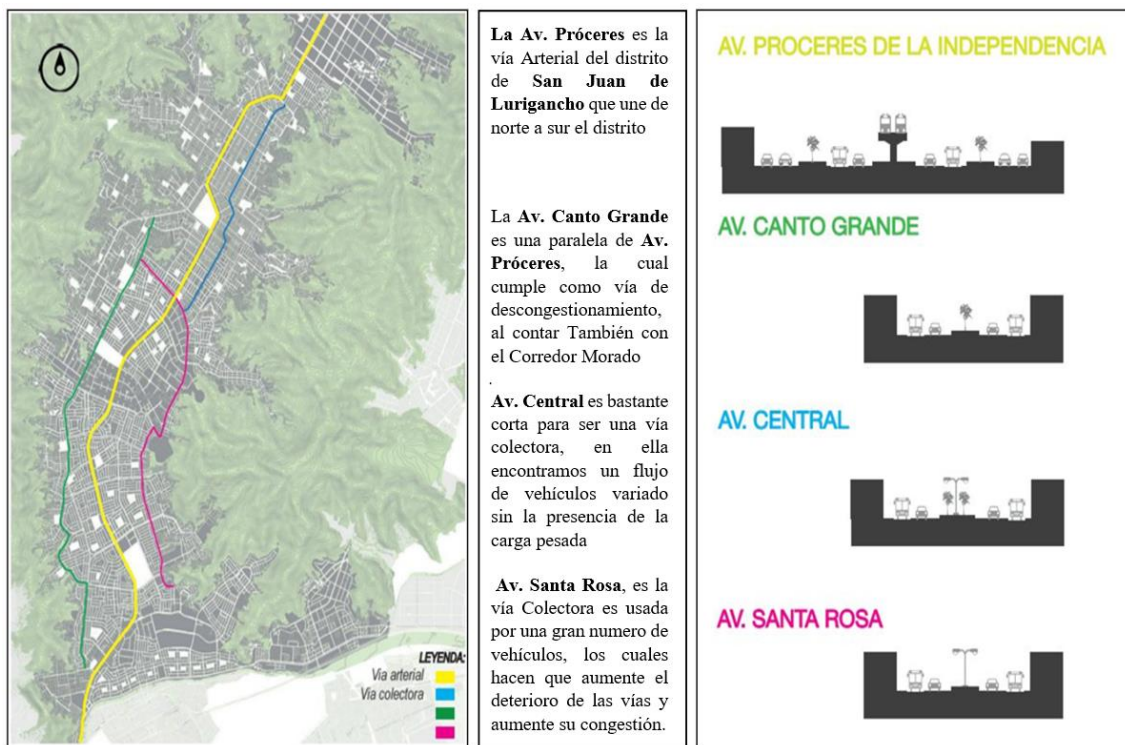 LEYENDA:
Via arterial
Via colectora
La Av. Próceres es la
vía Arterial del distrito
de San Juan de
Lurigancho que une de
norte a sur el distrito
La Av. Canto Grande
es una paralela de Av.
Próceres, la cual
cumple como vía de
descongestionamiento,
al contar También con
el Corredor Morado
.
Av. Central es bastante
corta para ser una vía
colectora, en ella
encontramos un flujo
de vehículos variado
sin la presencia de la
carga pesada
Av. Santa Rosa, es la
vía Colectora es usada
por una gran numero de
vehículos, los cuales
hacen que aumente el
deterioro de las vías y
aumente su congestión.
AV. PROCERES DE LA INDEPENDENCIA
AV. CANTO GRANDE
AV. CENTRAL
AV. SANTA ROSA